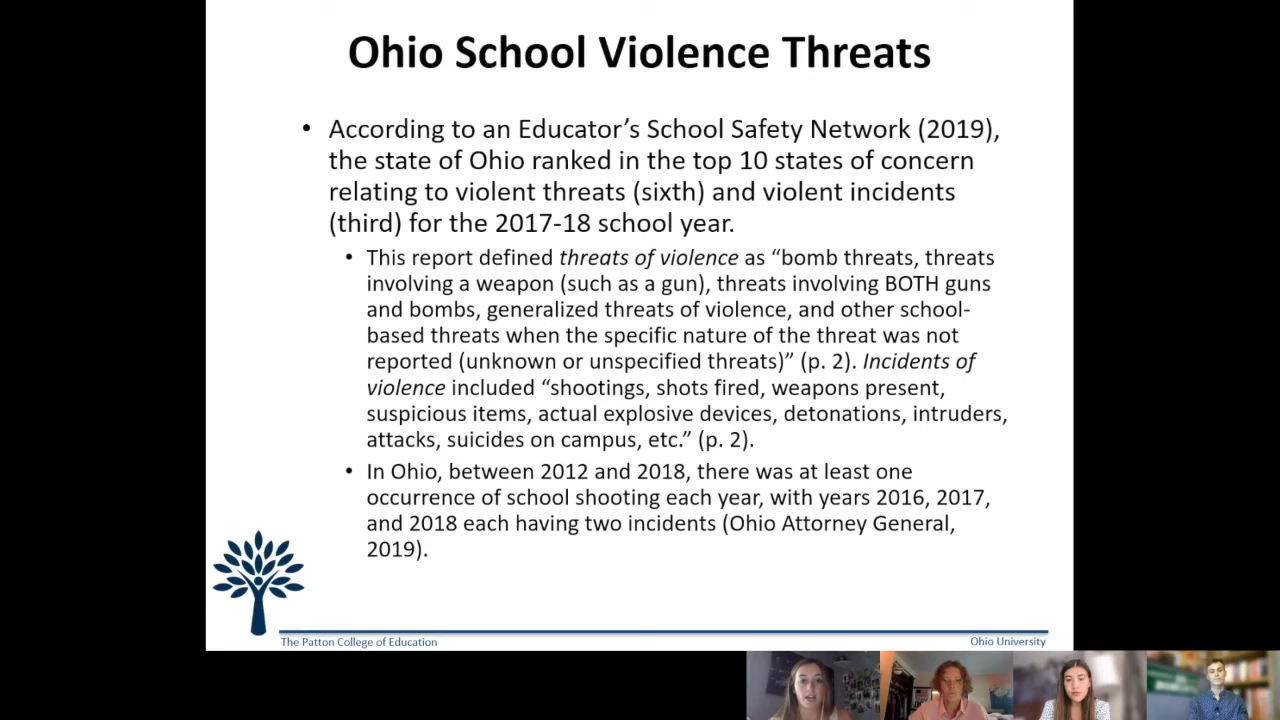 Ohio School Violence Threats
• According to an Educator’s School Safety Network (2019),
the state of Ohio ranked in the top 10 states of concern
relating to violent threats (sixth) and violent incidents
(third) for the 2017-18 school year.
• This report defined threats of violence as “bomb threats, threats
involving a weapon (such as a gun), threats involving BOTH guns
and bombs, generalized threats of violence, and other school-
based threats when the specific nature of the threat was not
reported (unknown or unspecified threats)” (p. 2). Incidents of
violence included “shootings, shots fired, weapons present,
suspicious items, actual explosive devices, detonations, intruders,
attacks, suicides on campus, etc.” (p. 2).
• In Ohio, between 2012 and 2018, there was at least one
occurrence of school shooting each year, with years 2016, 2017,
and 2018 each having two incidents (Ohio Attorney General,
2019).
The Patton College of Education
Ohio University